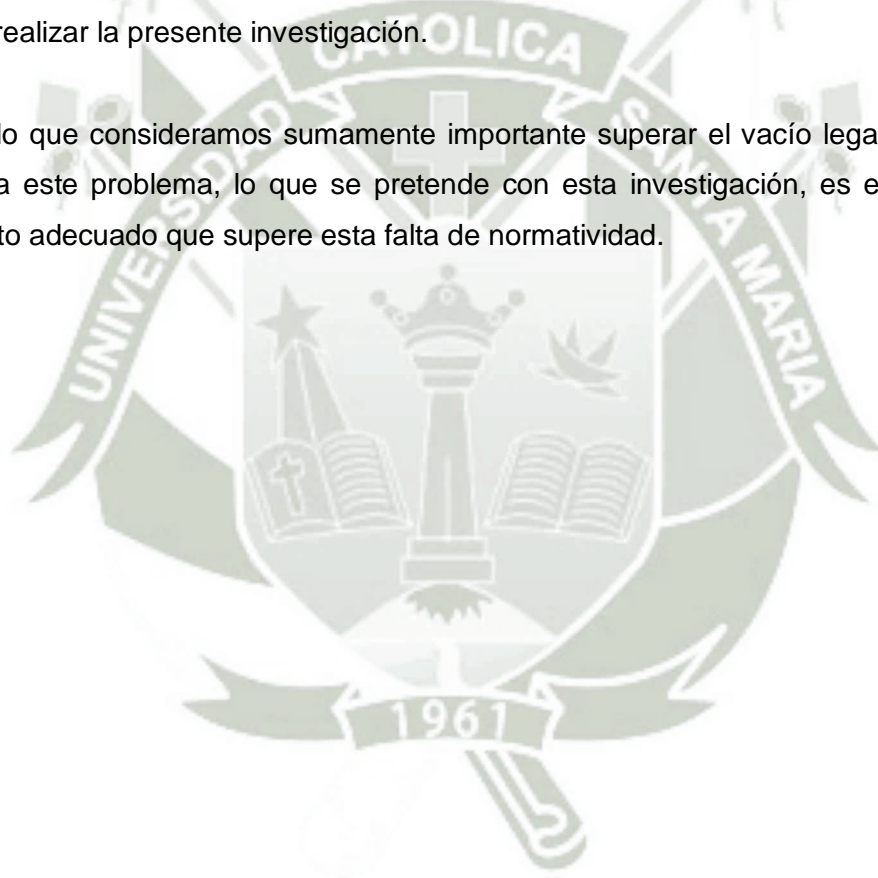 realizar la presente investigación.
lo que consideramos sumamente importante superar el vacío lega
a este problema, lo que se pretende con esta investigación, es e
to adecuado que supere esta falta de normatividad.
UNIVERSIDAD CATOLICA SANTA MARIA
1961